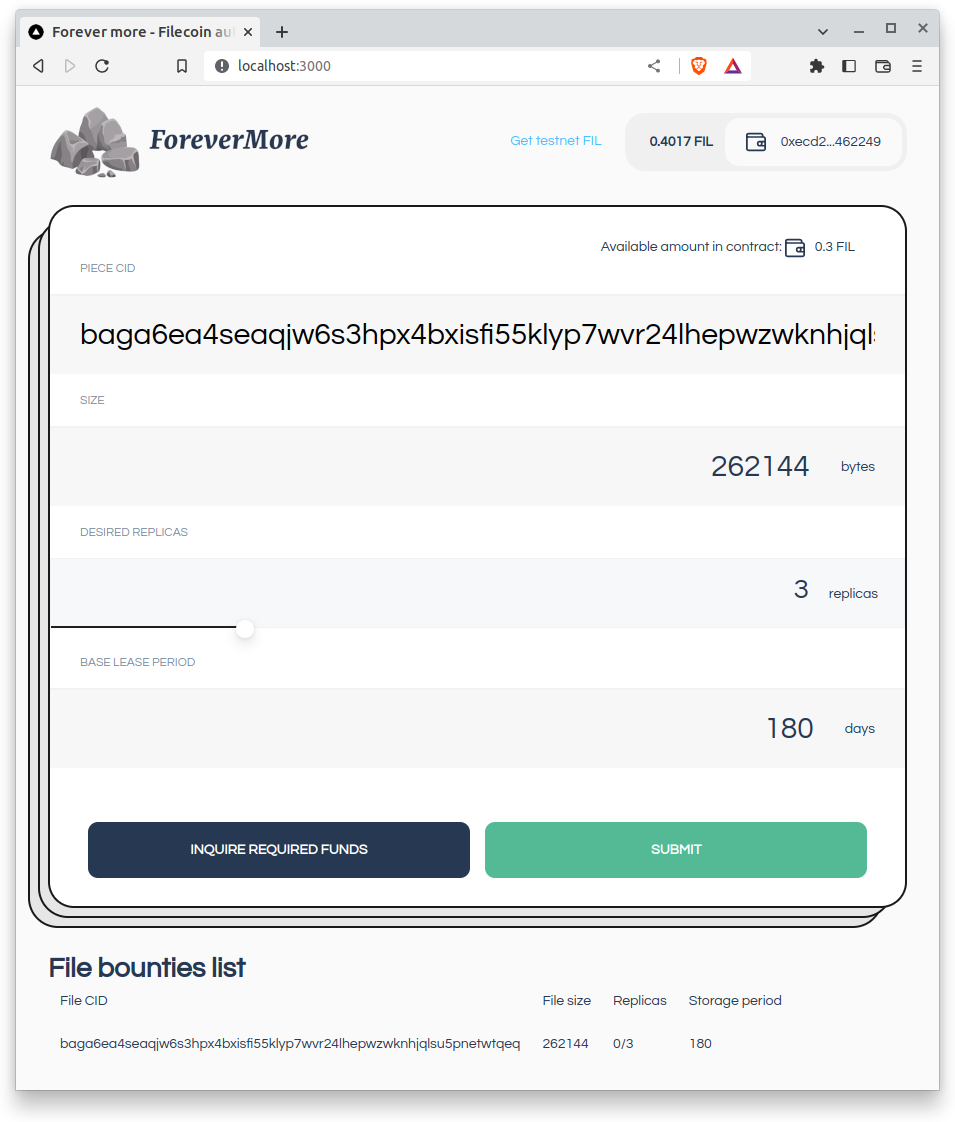 Forever more - Filecoin au
localhost:3000
ForeverMore
Get testnet FIL
0.4017 FIL
0xecd2...462249
Available amount in contract: 0.3 FIL
PIECE CID
baga6ea4seaqjw6s3hpx4bxisfi55klyp7wvr24lhepwzwknhjqls
SIZE
262144 bytes
DESIRED REPLICAS
3 replicas
BASE LEASE PERIOD
180 days
INQUIRE REQUIRED FUNDS
SUBMIT
File bounties list
File CID File size Replicas Storage period
baga6ea4seaqjw6s3hpx4bxisfi55klyp7wvr24lhepwzwknhjqlsu5pnetwtqeq 262144 0/3 180